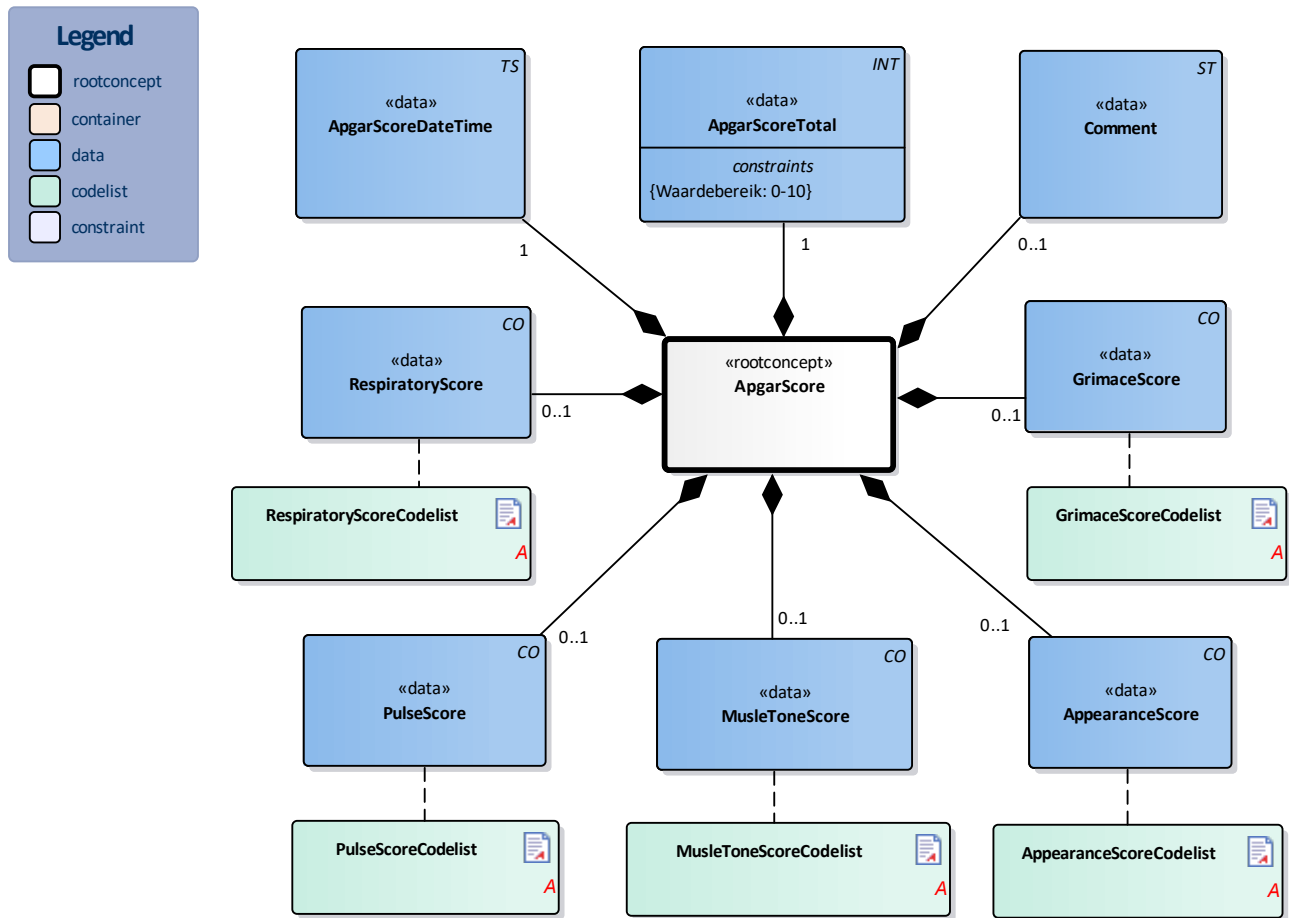 Legend
rootconcept
container
data
codelist
constraint
TS
«data»
ApgarScoreDateTime
1
INT
«data»
ApgarScoreTotal
constraints
{Waardebereik: 0-10}
1
ST
«data»
Comment
0..1
CO
«data»
RespiratoryScore
0..1
«rootconcept»
ApgarScore
CO
«data»
GrimaceScore
0..1
RespiratoryScoreCodelist
A
GrimaceScoreCodelist
A
0..1
CO
«data»
PulseScore
0..1
CO
«data»
MusleToneScore
0..1
CO
«data»
AppearanceScore
PulseScoreCodelist
A
MusleToneScoreCodelist
A
AppearanceScoreCodelist
A